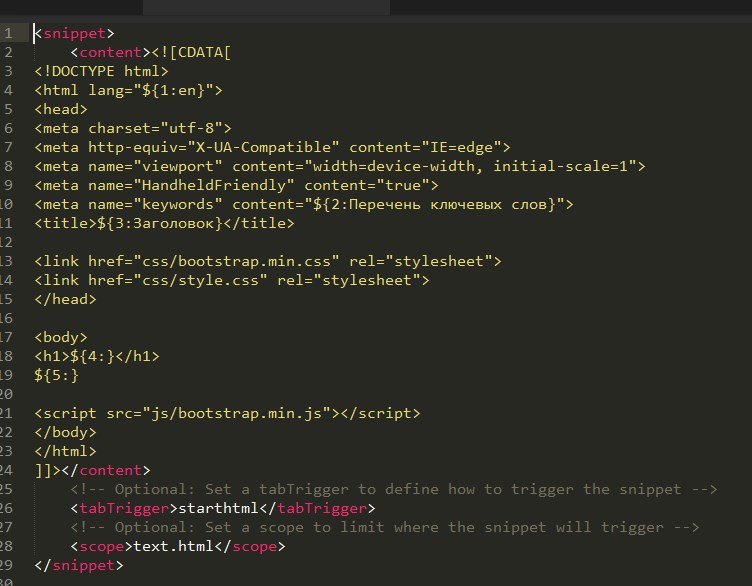 1 <snippet>
2 <content><![CDATA[
3 <!DOCTYPE html>
4 <html lang="${1:en}">
5 <head>
6 <meta charset="utf-8">
7 <meta http-equiv="X-UA-Compatible" content="IE=edge">
8 <meta name="viewport" content="width=device-width, initial-scale=1">
9 <meta name="HandheldFriendly" content="true">
10 <meta name="keywords" content="${2:Перечень ключевых слов}">
11 <title>${3:Заголовок}</title>
12
13 <link href="css/bootstrap.min.css" rel="stylesheet">
14 <link href="css/style.css" rel="stylesheet">
15 </head>
16
17 <body>
18 <h1>${4:}</h1>
19 ${5:}
20
21 <script src="js/bootstrap.min.js"></script>
22 </body>
23 </html>
24 ]]></content>
25 <!-- Optional: Set a tabTrigger to define how to trigger the snippet -->
26 <tabTrigger>starthtml</tabTrigger>
27 <!-- Optional: Set a scope to limit where the snippet will trigger -->
28 <scope>text.html</scope>
29 </snippet>
30